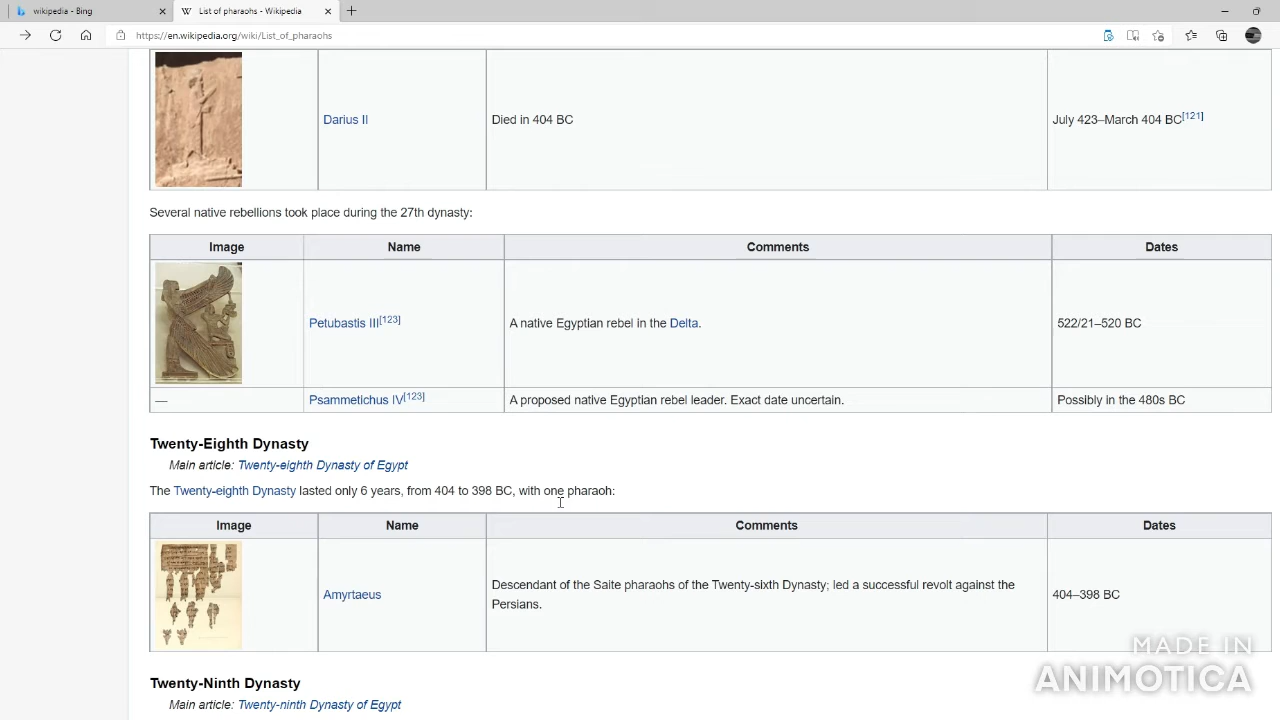 wikipedia - Bing
List of pharaohs - Wikipedia
https://en.wikipedia.org/wiki/List_of_pharaohs
Darius II
Died in 404 BC
July 423–March 404 BC[121]
Several native rebellions took place during the 27th dynasty:
Image Name Comments Dates
Petubastis III[123]
A native Egyptian rebel in the Delta.
522/21–520 BC
— Psammetichus IV[123] A proposed native Egyptian rebel leader. Exact date uncertain. Possibly in the 480s BC
Twenty-Eighth Dynasty
Main article: Twenty-eighth Dynasty of Egypt
The Twenty-eighth Dynasty lasted only 6 years, from 404 to 398 BC, with one pharaoh:
Image Name Comments Dates
Amyrtaeus
Descendant of the Saite pharaohs of the Twenty-sixth Dynasty; led a successful revolt against the
Persians.
404–398 BC
Twenty-Ninth Dynasty
Main article: Twenty-ninth Dynasty of Egypt
MADE IN
ANIMOTICA